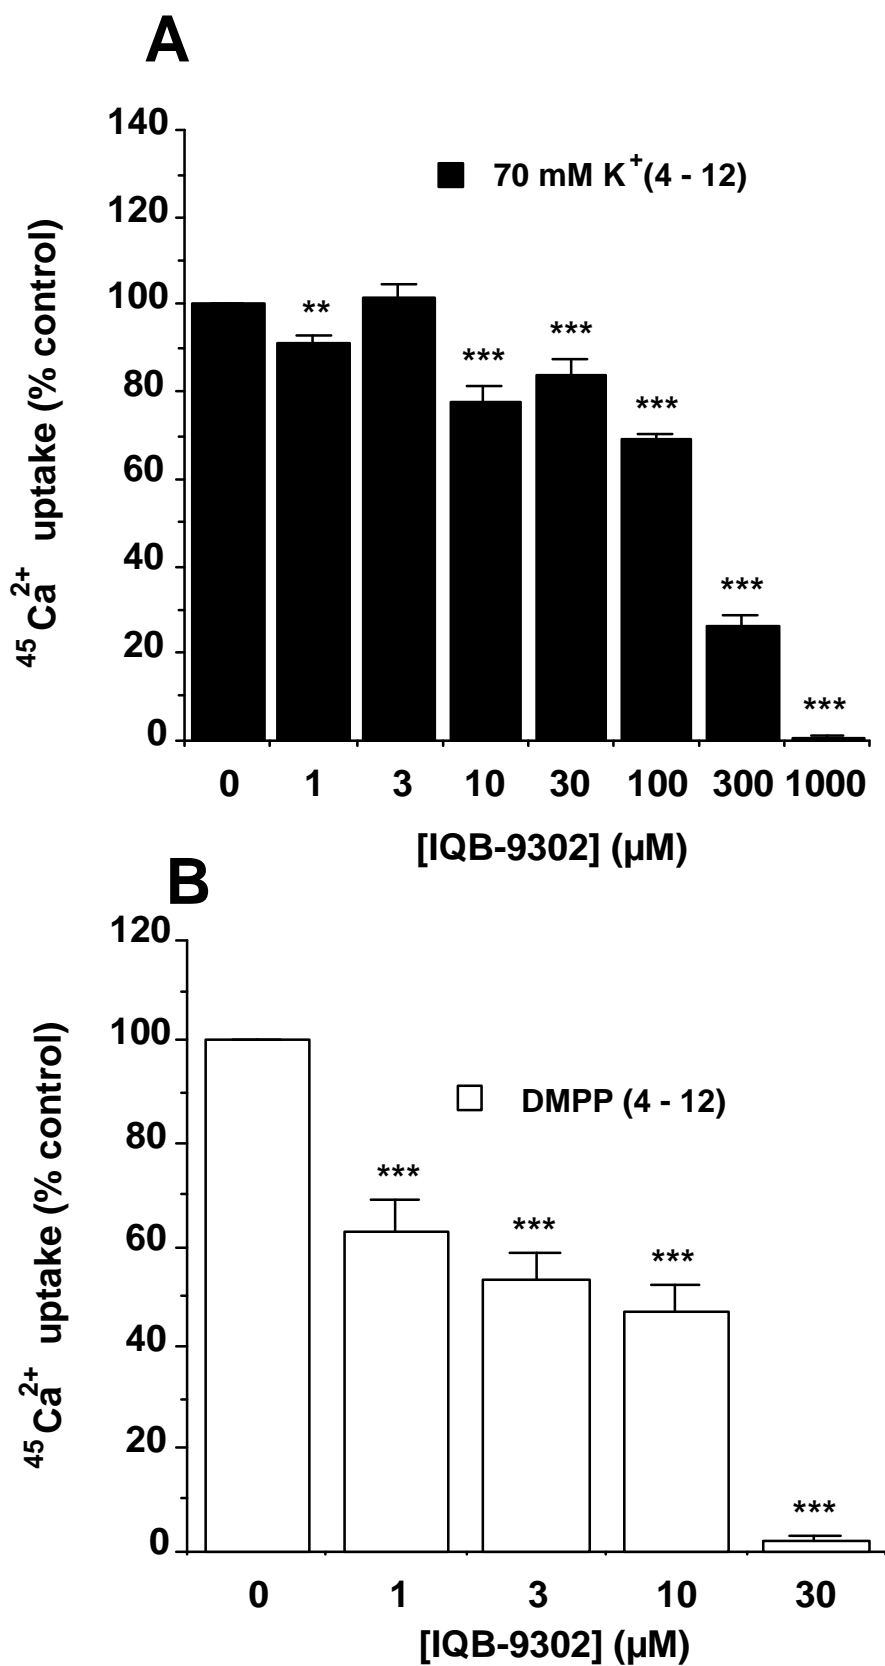 A
140
70 mM K⁺(4 - 12)
120
100
**
***
***
80
***
60
40
***
20
***
0
⁴⁵Ca²⁺ uptake (% control)
0 1 3 10 30 100 300 1000
[IQB-9302] (µM)
B
120
100
DMPP (4 - 12)
80
***
***
60
***
40
20
***
0
⁴⁵Ca²⁺ uptake (% control)
0 1 3 10 30
[IQB-9302] (µM)